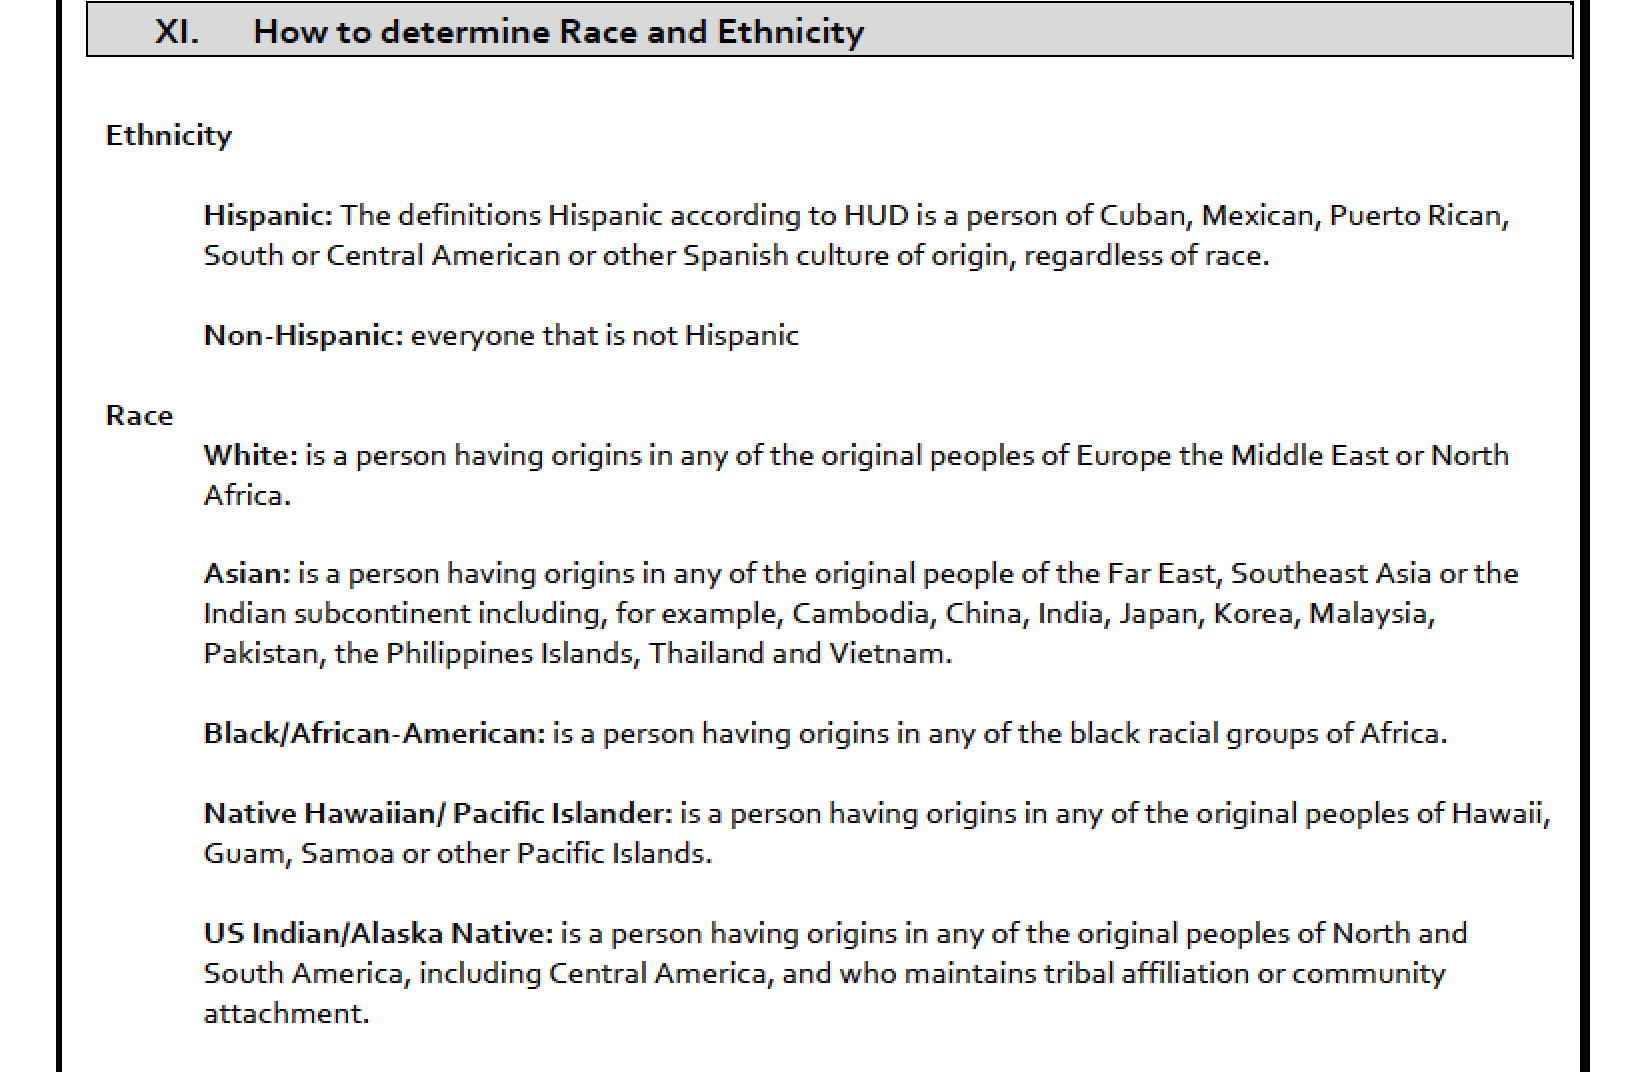 XI. How to determine Race and Ethnicity
Ethnicity
Hispanic: The definitions Hispanic according to HUD is a person of Cuban, Mexican, Puerto Rican,
South or Central American or other Spanish culture of origin, regardless of race.
Non-Hispanic: everyone that is not Hispanic
Race
White: is a person having origins in any of the original peoples of Europe the Middle East or North
Africa.
Asian: is a person having origins in any of the original people of the Far East, Southeast Asia or the
Indian subcontinent including, for example, Cambodia, China, India, Japan, Korea, Malaysia,
Pakistan, the Philippines Islands, Thailand and Vietnam.
Black/African-American: is a person having origins in any of the black racial groups of Africa.
Native Hawaiian/ Pacific Islander: is a person having origins in any of the original peoples of Hawaii,
Guam, Samoa or other Pacific Islands.
US Indian/Alaska Native: is a person having origins in any of the original peoples of North and
South America, including Central America, and who maintains tribal affiliation or community
attachment.